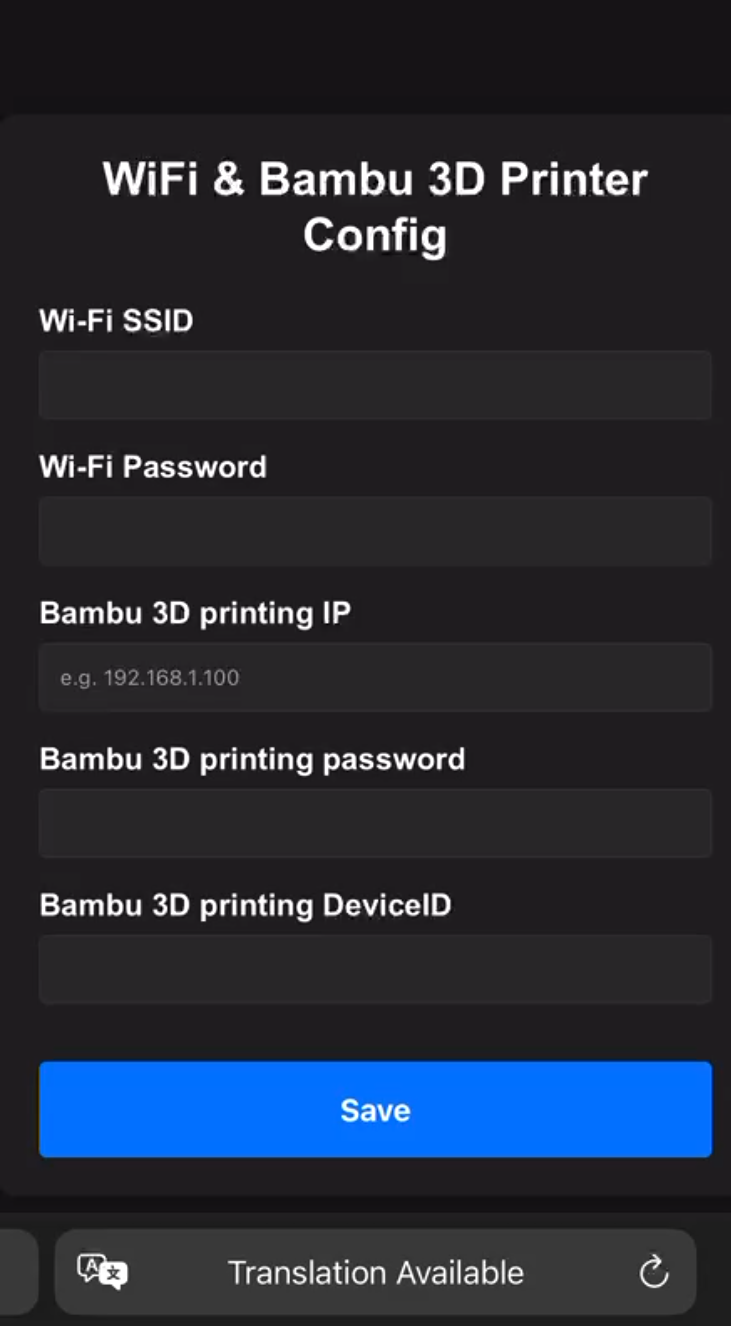 WiFi & Bambu 3D Printer
Config
Wi-Fi SSID
Wi-Fi Password
Bambu 3D printing IP
e.g. 192.168.1.100
Bambu 3D printing password
Bambu 3D printing DeviceID
Save
Translation Available